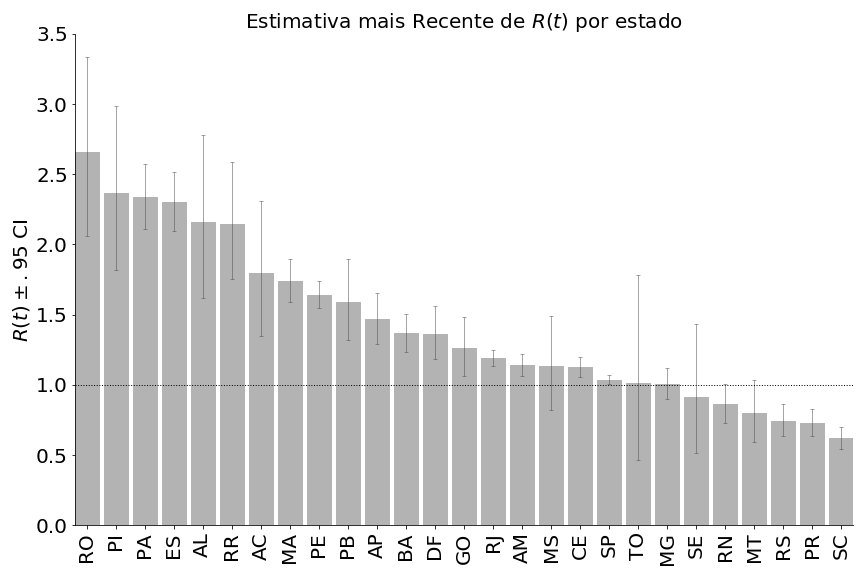 Estimativa mais Recente de R(t) por estado
R(t) ± .95 CI
3.5
3.0
2.5
2.0
1.5
1.0
0.5
0.0
RO PI PA ES AL RR AC MA PE PB AP BA DF GO RJ AM MS CE SP TO MG SE RN MT RS PR SC